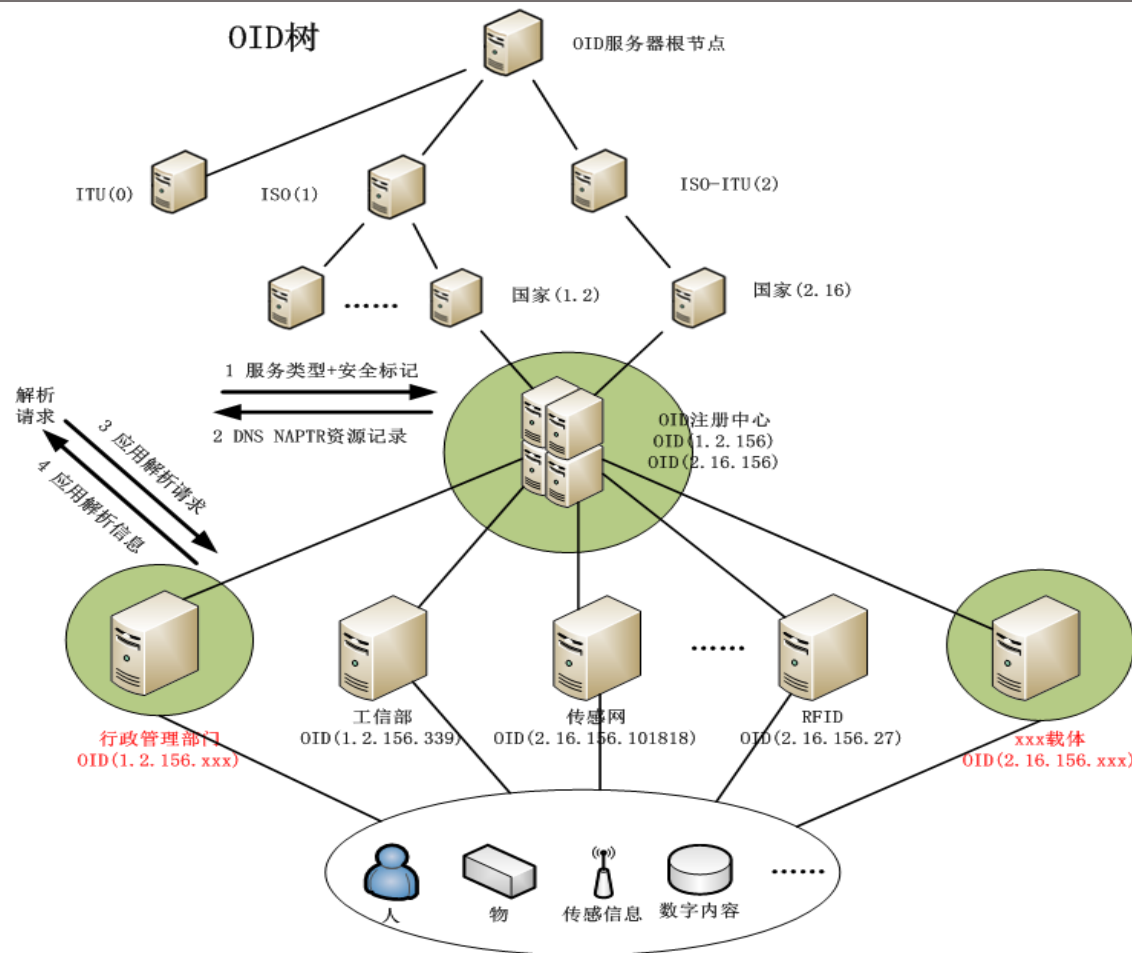 OID树
OID服务器根节点
ITU(0)
ISO(1)
ISO-ITU(2)
......
国家(1.2)
国家(2.16)
1 服务类型+安全标记
2 DNS NAPTR资源记录
解析
请求
3 应用解析请求
4 应用解析信息
OID注册中心
OID(1.2.156)
OID(2.16.156)
......
行政管理部门
OID(1.2.156.xxx)
工信部
OID(1.2.156.339)
传感网
OID(2.16.156.101818)
RFID
OID(2.16.156.27)
xxx载体
OID(2.16.156.xxx)
人
物
传感信息
数字内容
......